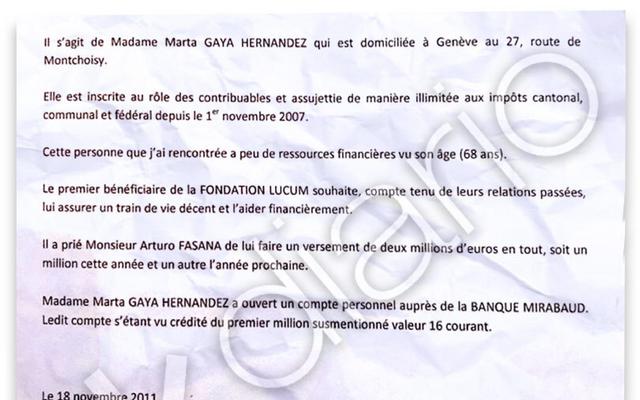 Il s'agit de Madame Marta GAYA HERNANDEZ qui est domiciliée à Genève au 27, route de
Montchoisy.
Elle est inscrite au rôle des contribuables et assujettie de manière illimitée aux impôts cantonal,
communal et fédéral depuis le 1er novembre 2007.
Cette personne que j'ai rencontrée a peu de ressources financières vu son âge (68 ans).
Le premier bénéficiaire de la FONDATION LUCUM souhaite, compte tenu de leurs relations passées,
lui assurer un train de vie décent et l'aider financièrement.
Il a prié Monsieur Arturo FASANA de lui faire un versement de deux millions d'euros en tout, soit un
million cette année et un autre l'année prochaine.
Madame Marta GAYA HERNANDEZ a ouvert un compte personnel auprès de la BANQUE MIRABAUD.
Ledit compte s'étant vu crédité du premier million susmentionné valeur 16 courant.
Le 18 novembre 2011
diario